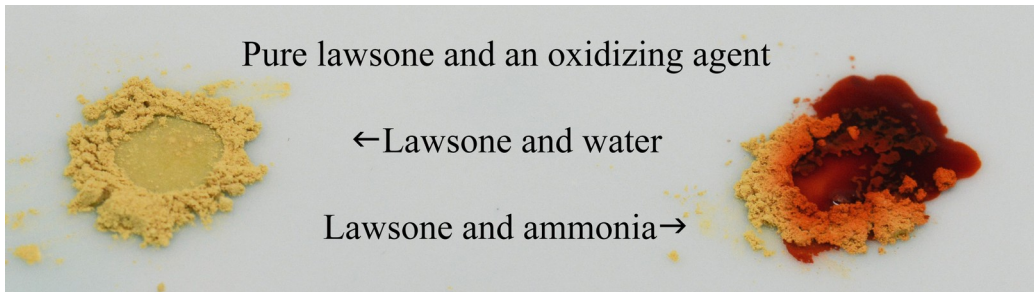 Pure lawsone and an oxidizing agent
←Lawsone and water
Lawsone and ammonia→